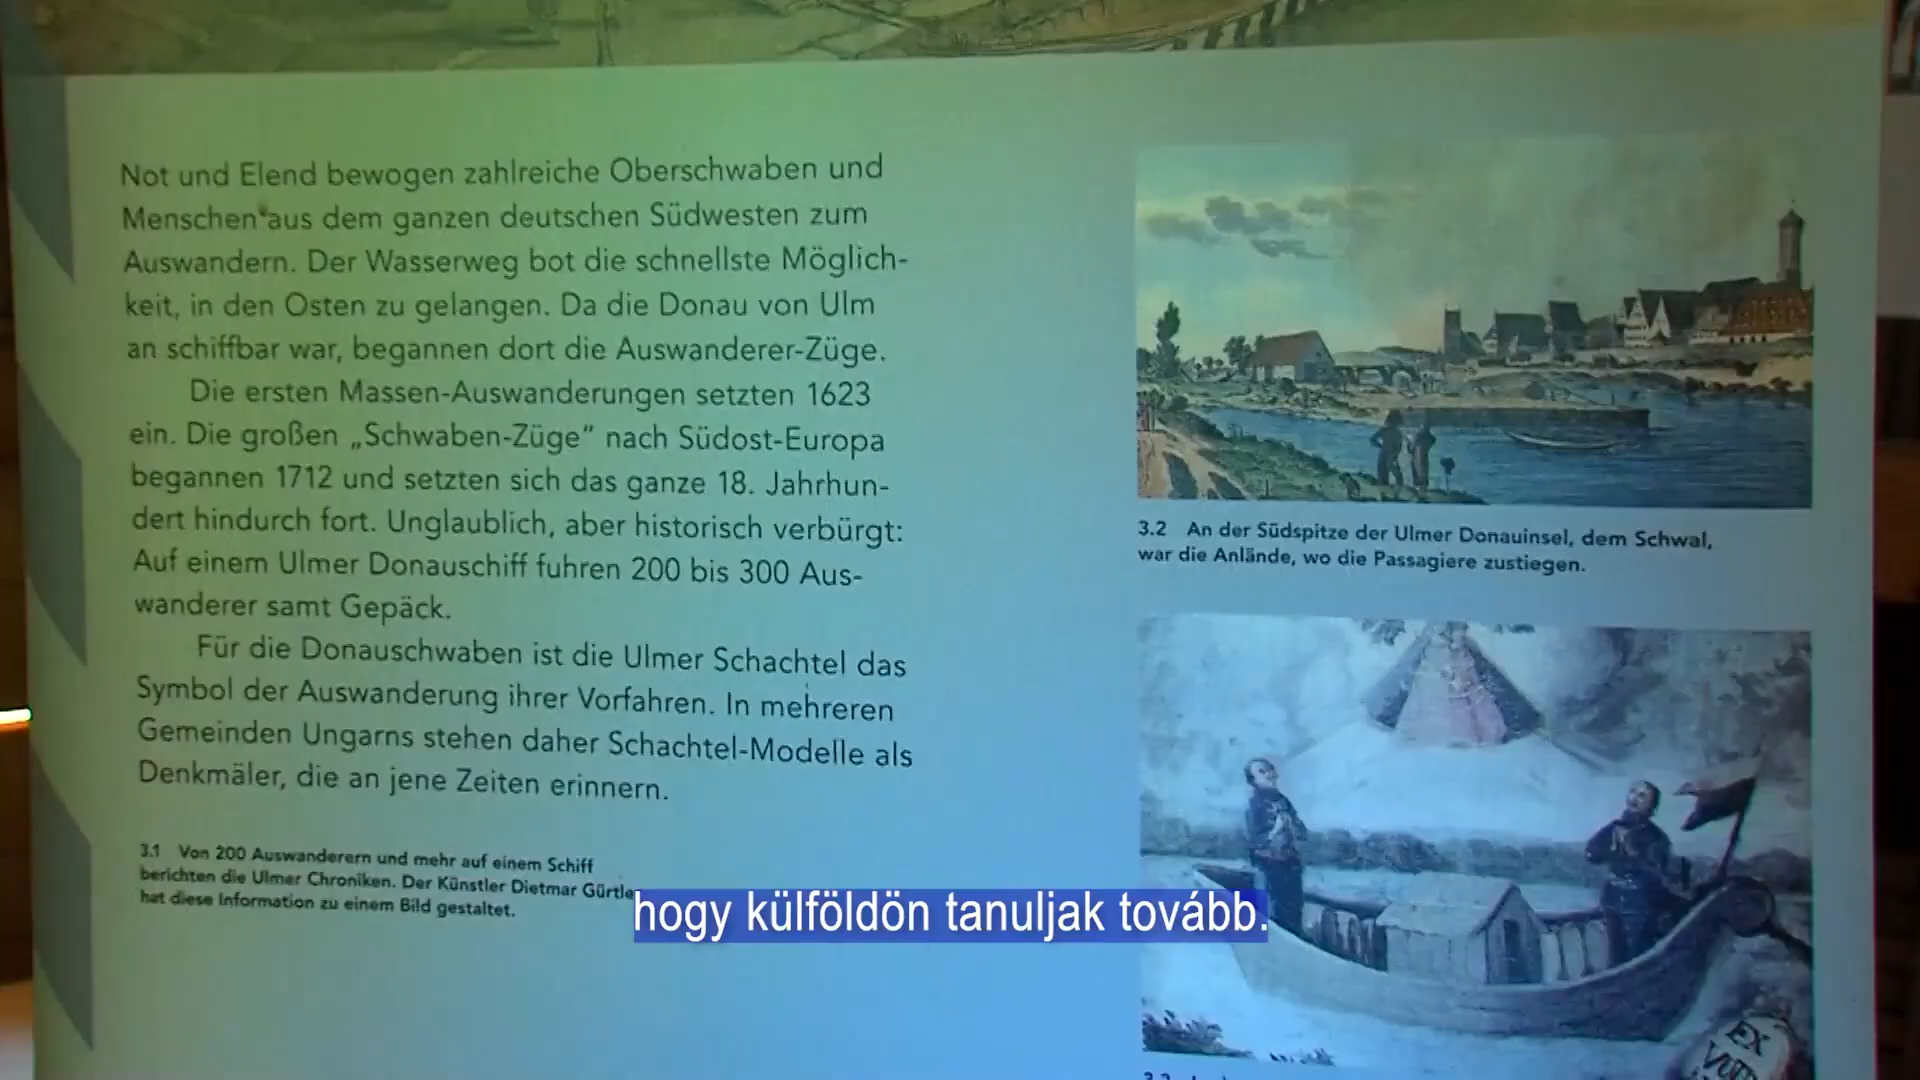 Not und Elend bewogen zahlreiche Oberschwaben und
Menschen aus dem ganzen deutschen Südwesten zum
Auswandern. Der Wasserweg bot die schnellste Möglich-
keit, in den Osten zu gelangen. Da die Donau von Ulm
an schiffbar war, begannen dort die Auswanderer-Züge.
Die ersten Massen-Auswanderungen setzten 1623
ein. Die großen „Schwaben-Züge“ nach Südost-Europa
begannen 1712 und setzten sich das ganze 18. Jahrhun-
dert hindurch fort. Unglaublich, aber historisch verbürgt:
Auf einem Ulmer Donauschiff fuhren 200 bis 300 Aus-
wanderer samt Gepäck.
Für die Donauschwaben ist die Ulmer Schachtel das
Symbol der Auswanderung ihrer Vorfahren. In mehreren
Gemeinden Ungarns stehen daher Schachtel-Modelle als
Denkmäler, die an jene Zeiten erinnern.
3.1 Von 200 Auswanderern und mehr auf einem Schiff
berichten die Ulmer Chroniken. Der Künstler Dietmar Gürtle
hat diese Information zu einem Bild gestaltet.
3.2 An der Südspitze der Ulmer Donauinsel, dem Schwal,
war die Anlände, wo die Passagiere zustiegen.
EX
hogy külföldön tanuljak tovább.